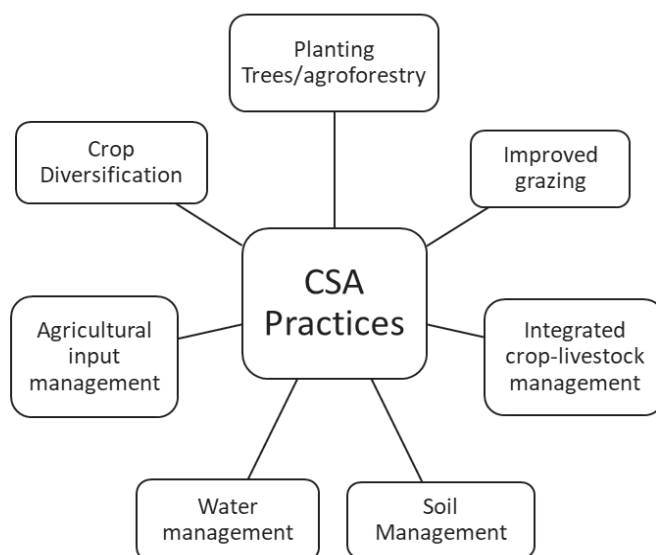 Planting
Trees/agroforestry
Crop
Diversification
Improved
grazing
CSA
Practices
Agricultural
input
management
Integrated
crop-livestock
management
Water
management
Soil
Management